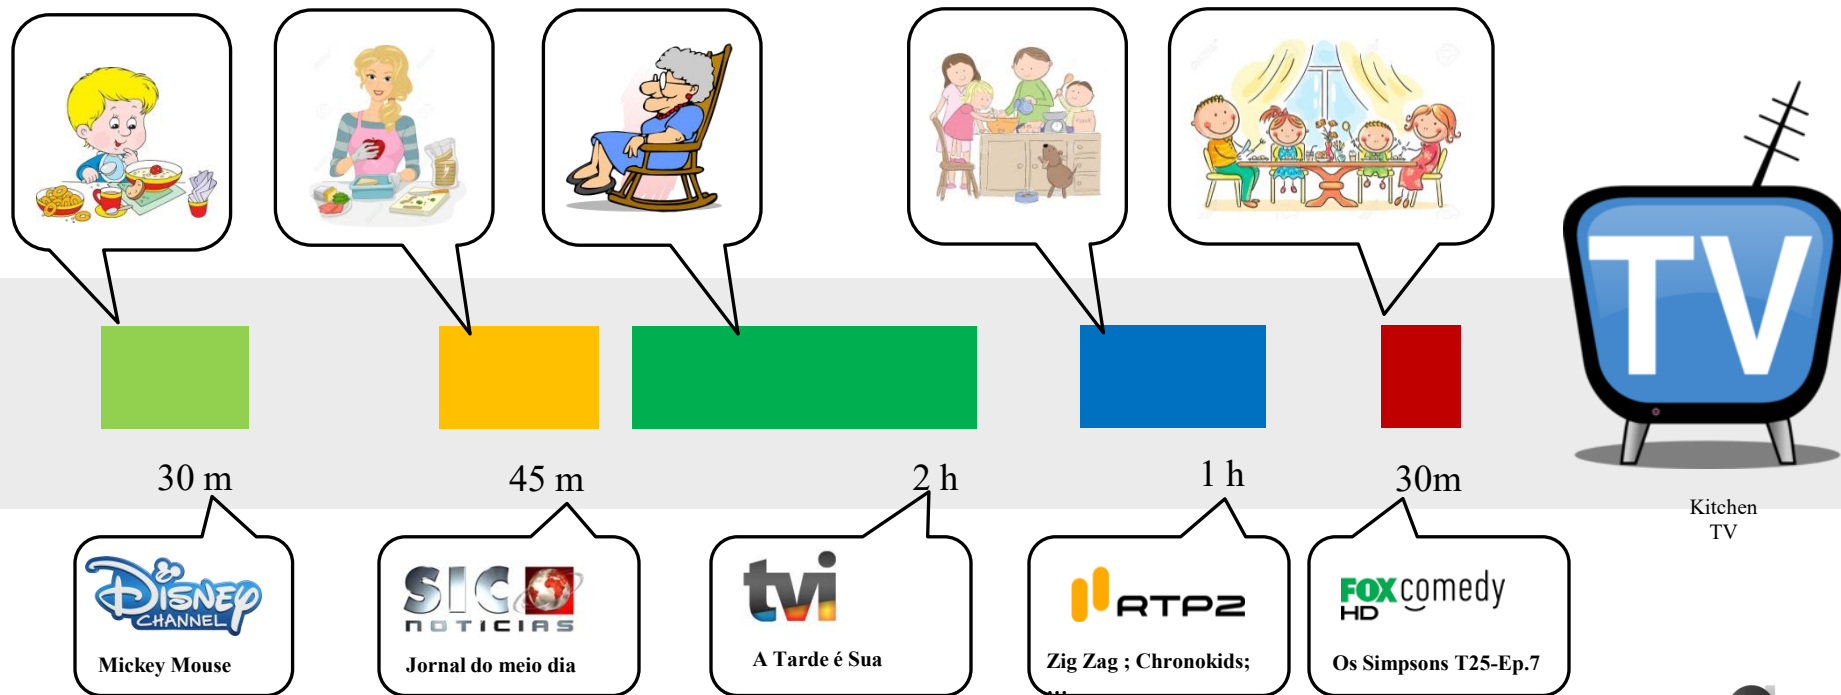 TV
30 m
45 m
2 h
1 h
30m
Kitchen
TV
DISNEY
CHANNEL
Mickey Mouse
SIC
NOTICIAS
Jornal do meio dia
tvi
A Tarde é Sua
RTP2
Zig Zag ; Chronokids;
...
FOX comedy
HD
Os Simpsons T25-Ep.7